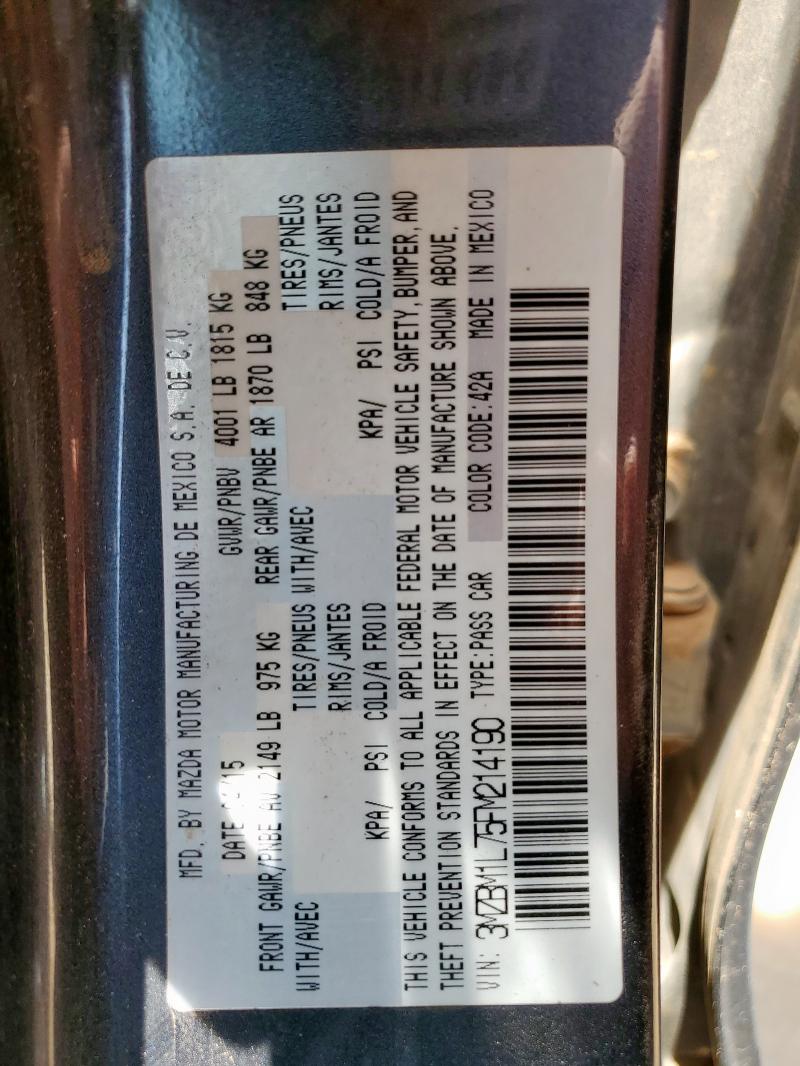 MFD. BY MAZDA MOTOR MANUFACTURING DE MEXICO S.A. DE C.V.
DATE GVWR/PNBV 4001 LB 1815 KG
FRONT GAWR/PNBE AV 2149 LB 975 KG REAR GAWR/PNBE AR 1870 LB 848 KG
WITH/AVEC TIRES/PNEUS WITH/AVEC TIRES/PNEUS
RIMS/JANTES RIMS/JANTES
KPA/ PSI COLD/A FROID KPA/ PSI COLD/A FROID
THIS VEHICLE CONFORMS TO ALL APPLICABLE FEDERAL MOTOR VEHICLE SAFETY, BUMPER, AND
THEFT PREVENTION STANDARDS IN EFFECT ON THE DATE OF MANUFACTURE SHOWN ABOVE.
VIN: 3MZBM1L75FM214190 TYPE:PASS CAR COLOR CODE:42A MADE IN MEXICO